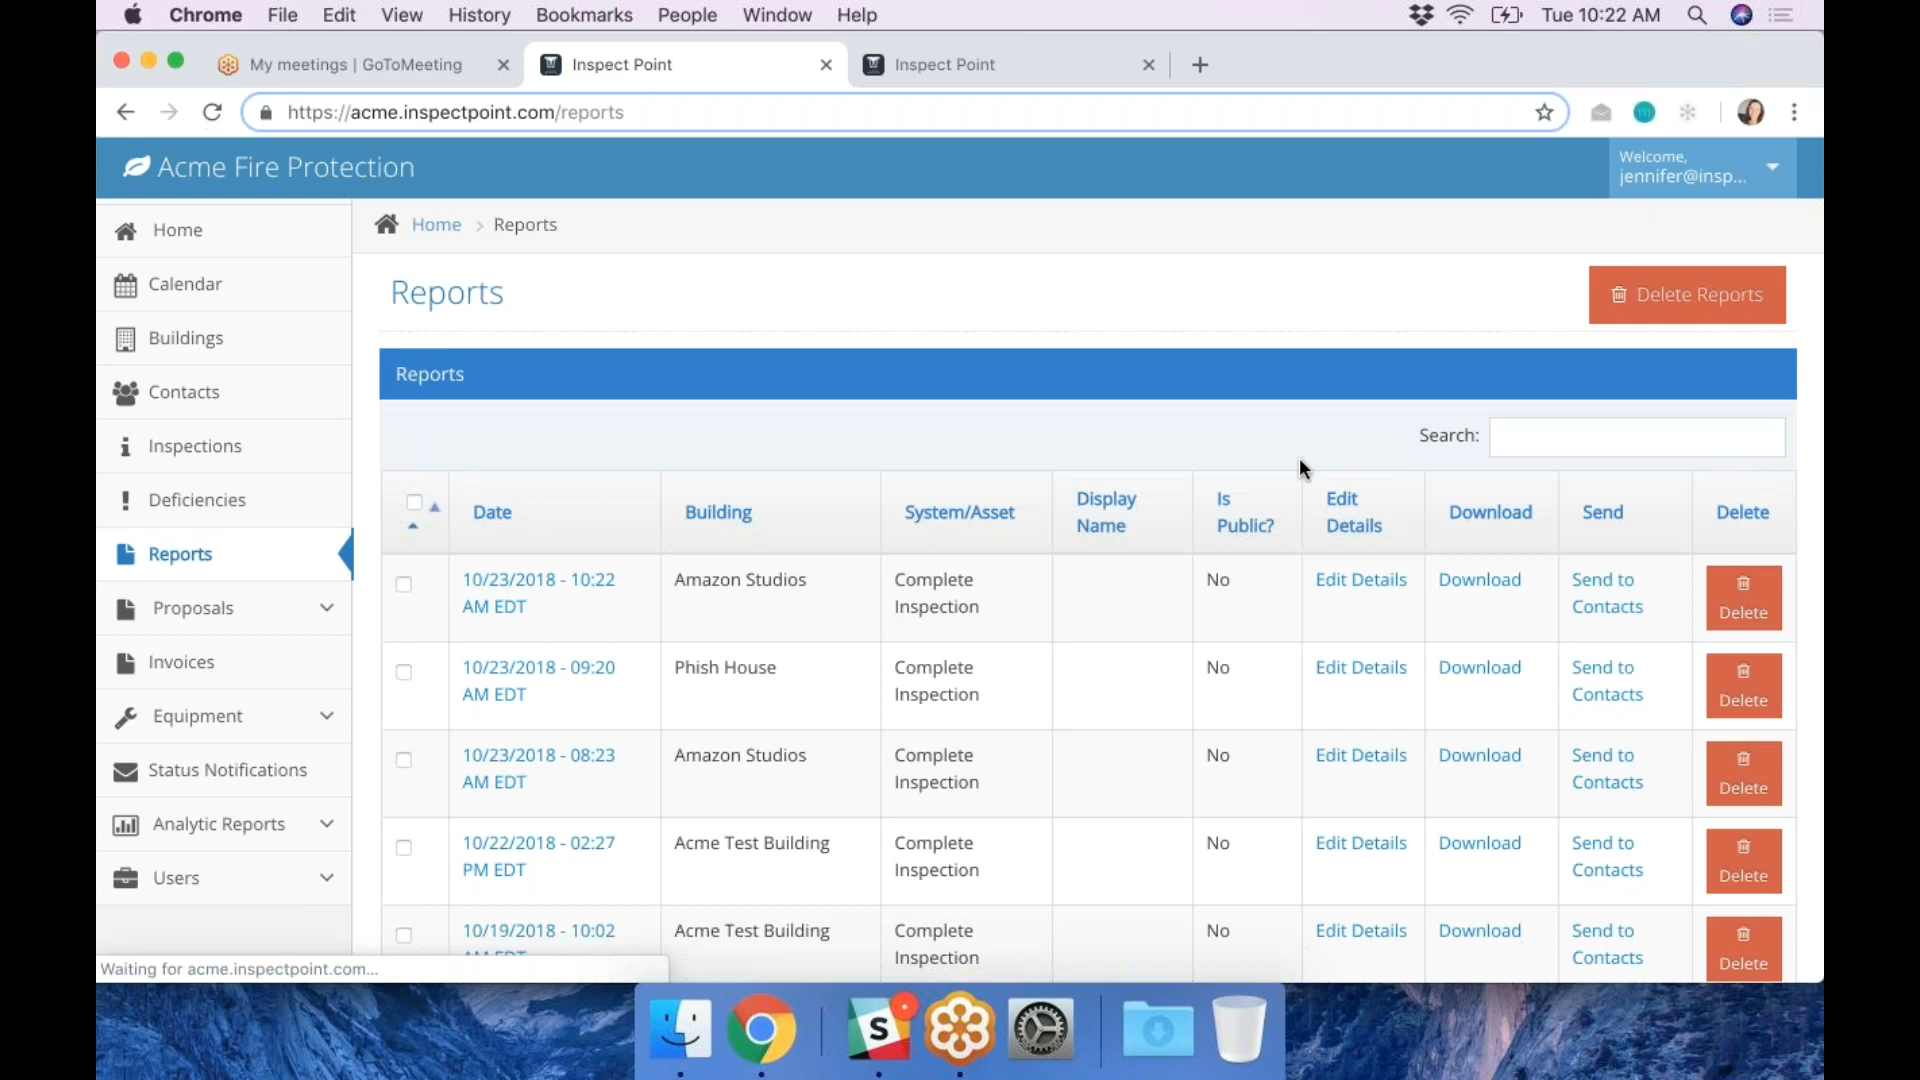 Chrome File Edit View History Bookmarks People Window Help Tue 10:22 AM
My meetings | GoToMeeting Inspect Point Inspect Point
https://acme.inspectpoint.com/reports
Acme Fire Protection
Welcome,
jennifer@insp...
Home
Calendar
Buildings
Contacts
Inspections
Deficiencies
Reports
Proposals
Invoices
Equipment
Status Notifications
Analytic Reports
Users
Home > Reports
Reports
Delete Reports
Reports
Search:
Date Building System/Asset Display Name Is Public? Edit Details Download Send Delete
10/23/2018 - 10:22 Amazon Studios Complete No Edit Details Download Send to
AM EDT Inspection Contacts Delete
10/23/2018 - 09:20 Phish House Complete No Edit Details Download Send to
AM EDT Inspection Contacts Delete
10/23/2018 - 08:23 Amazon Studios Complete No Edit Details Download Send to
AM EDT Inspection Contacts Delete
10/22/2018 - 02:27 Acme Test Building Complete No Edit Details Download Send to
PM EDT Inspection Contacts Delete
10/19/2018 - 10:02 Acme Test Building Complete No Edit Details Download Send to
AM EDT Inspection Contacts Delete
Waiting for acme.inspectpoint.com...
S